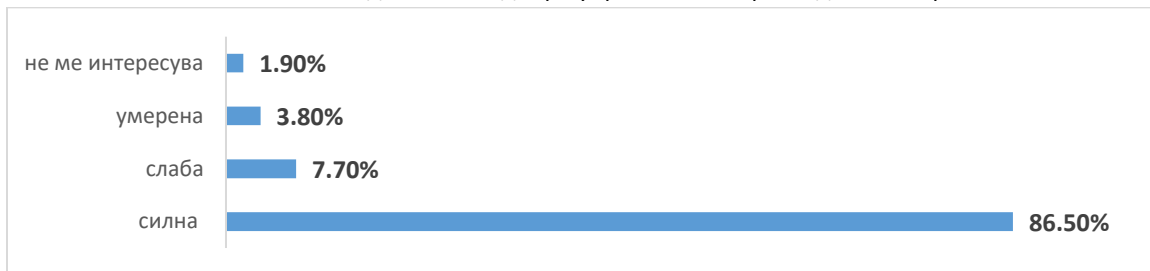 не ме интересува 1.90%
умерена 3.80%
слаба 7.70%
силна 86.50%